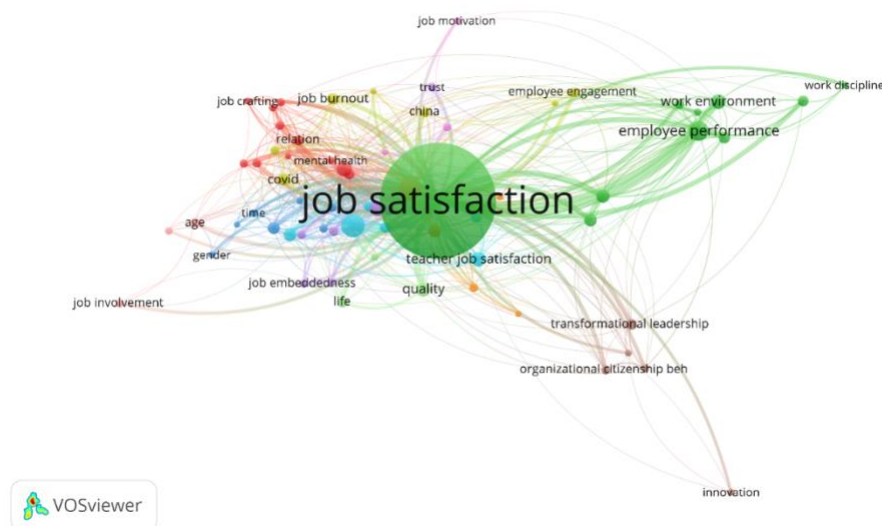 job motivation
work discipline
trust
employee engagement
job crafting
job burnout
work environment
china
employee performance
relation
mental health
covid
job satisfaction
time
age
gender
teacher job satisfaction
job embeddedness
quality
job involvement
life
transformational leadership
organizational citizenship beh
innovation
VOSviewer